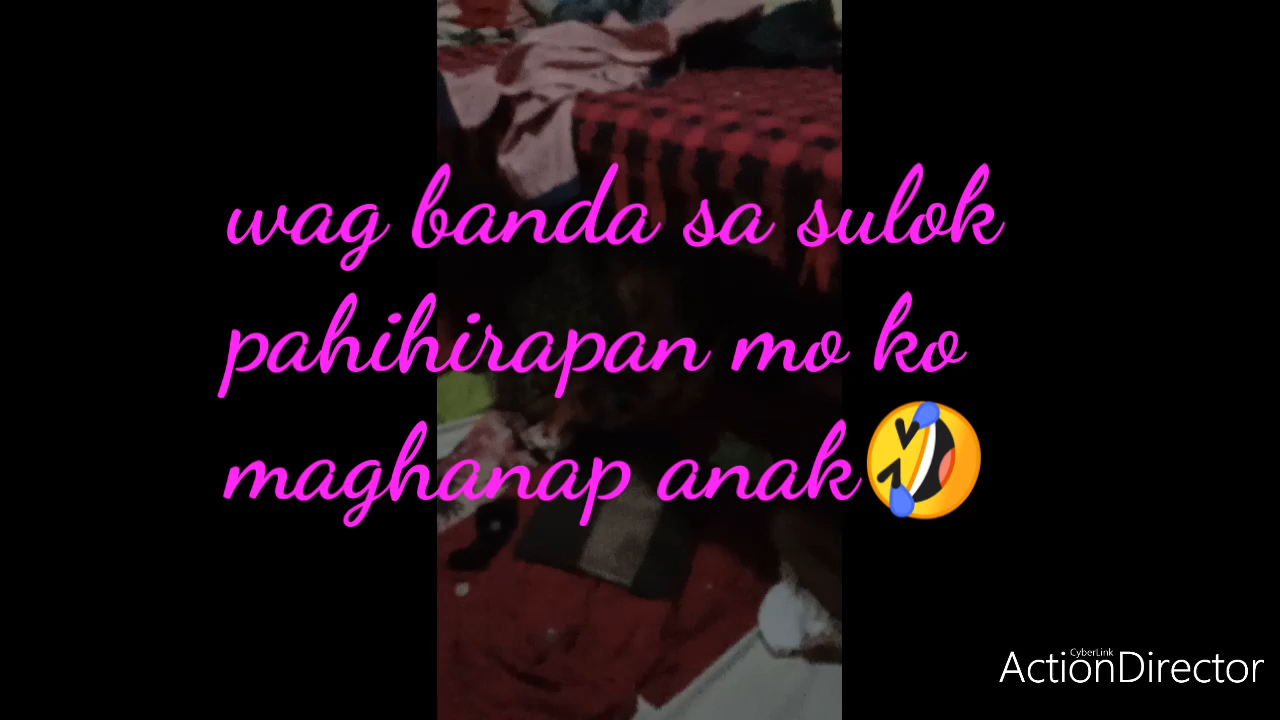 wag banda sa sulok
pahihirapan mo ko
maghanap anak🤣
CyberLink
ActionDirector